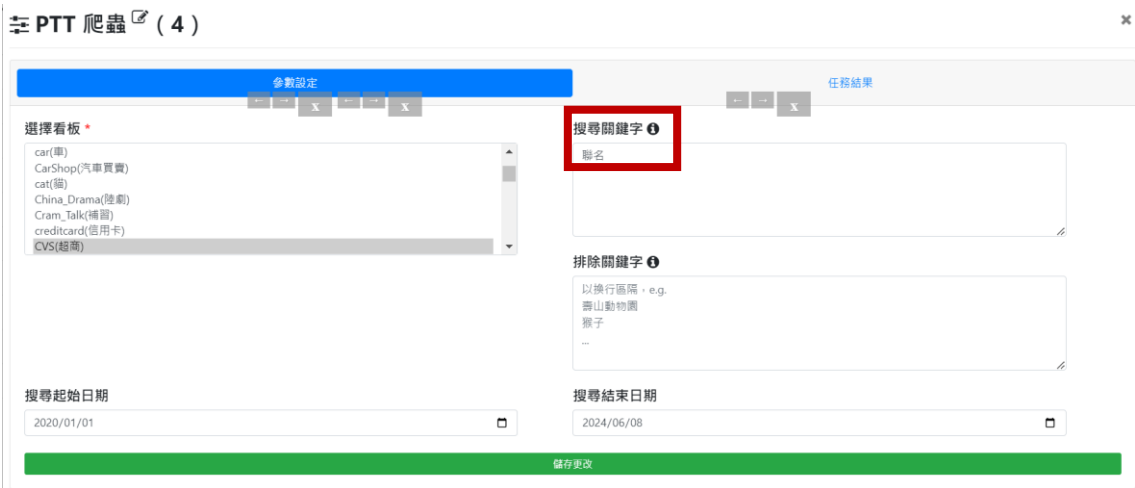 PTT 爬蟲 ( 4 )
×
參數設定
任務結果
← → x ← → x
← → x
選擇看板 *
car(車)
CarShop(汽車買賣)
cat(貓)
China_Drama(陸劇)
Cram_Talk(補習)
creditcard(信用卡)
CVS(超商)
搜尋關鍵字
聯名
排除關鍵字
以換行區隔，e.g.
壽山動物園
猴子
...
搜尋起始日期
2020/01/01
搜尋結束日期
2024/06/08
儲存更改